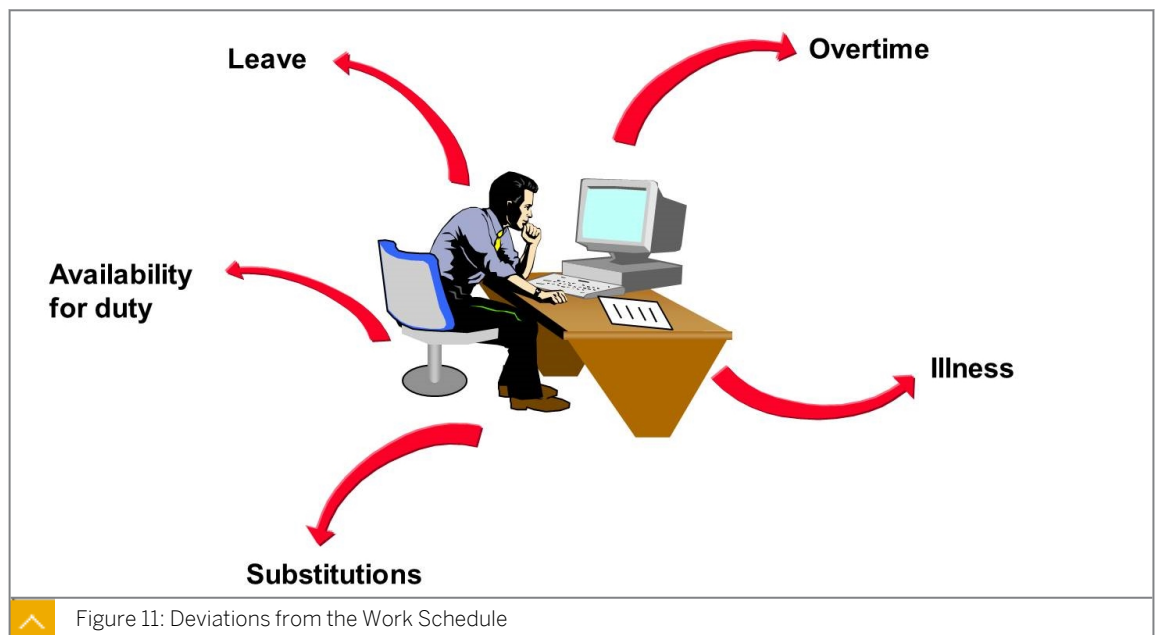 Leave
Overtime
Availability
for duty
Illness
Substitutions
Figure 11: Deviations from the Work Schedule